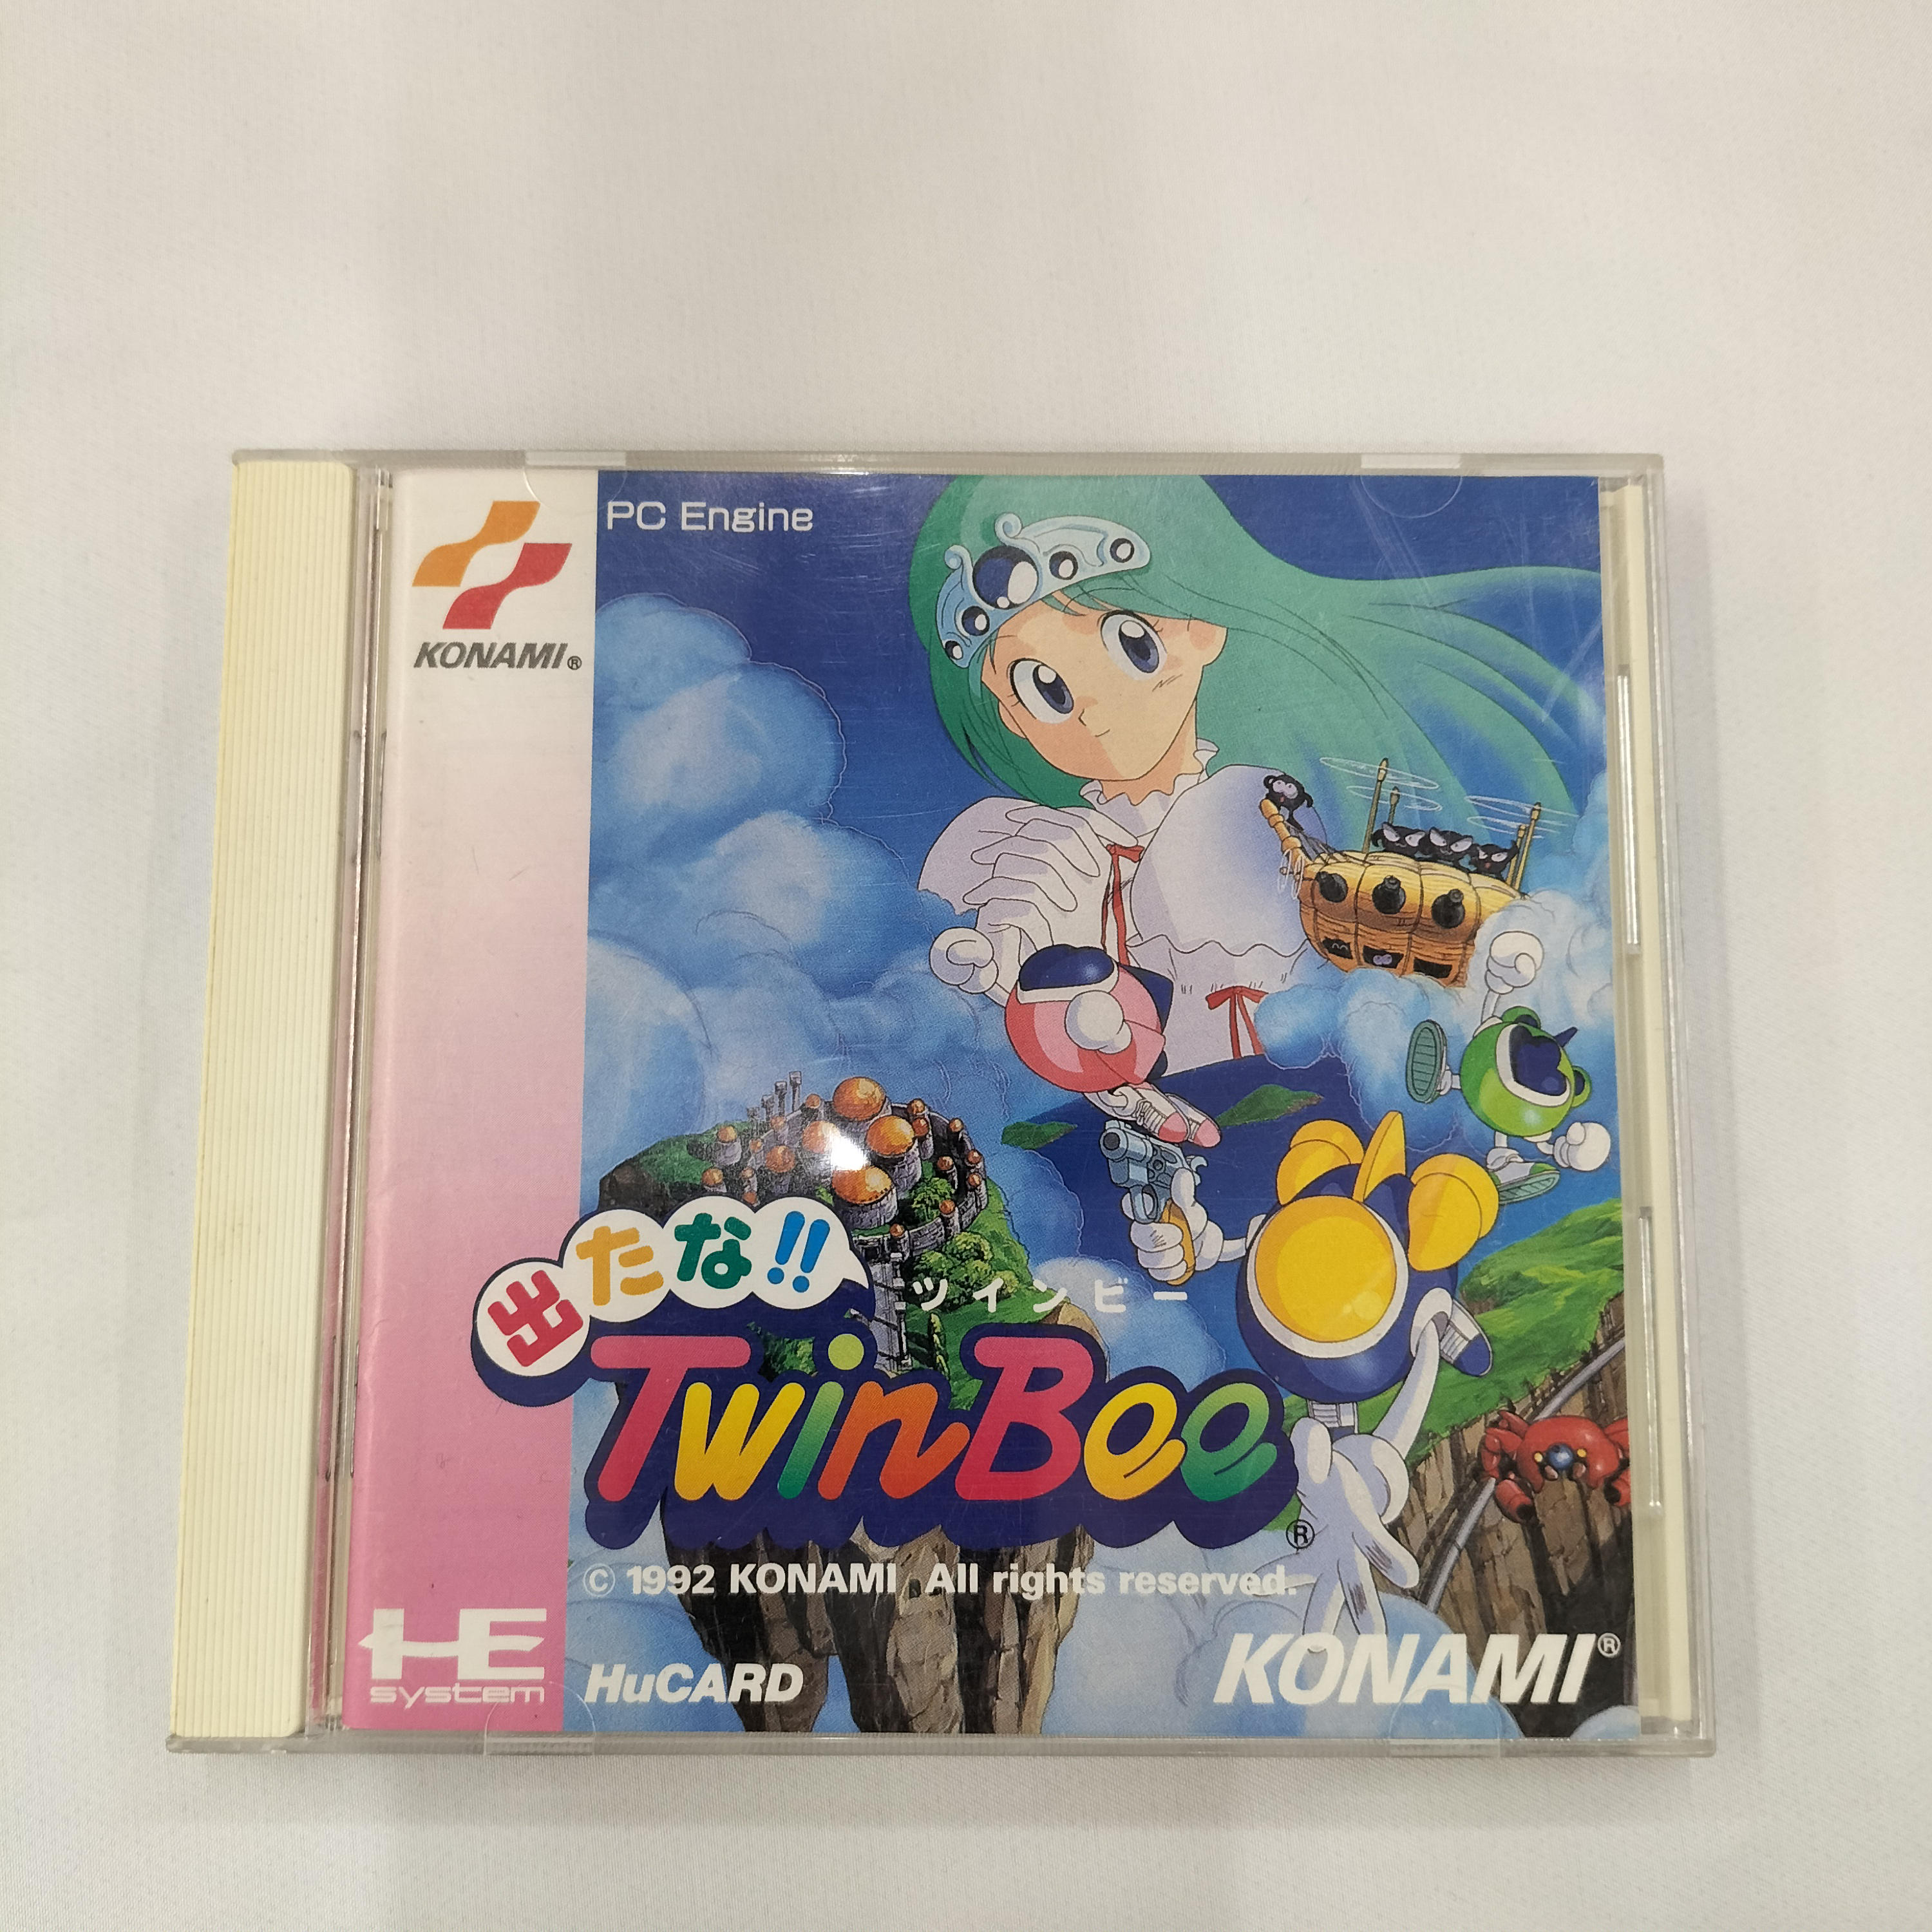 KONAMI®
PC Engine
出たな!!
ツインビー
TwinBee®
© 1992 KONAMI All rights reserved.
HE
system
HuCARD
KONAMI®